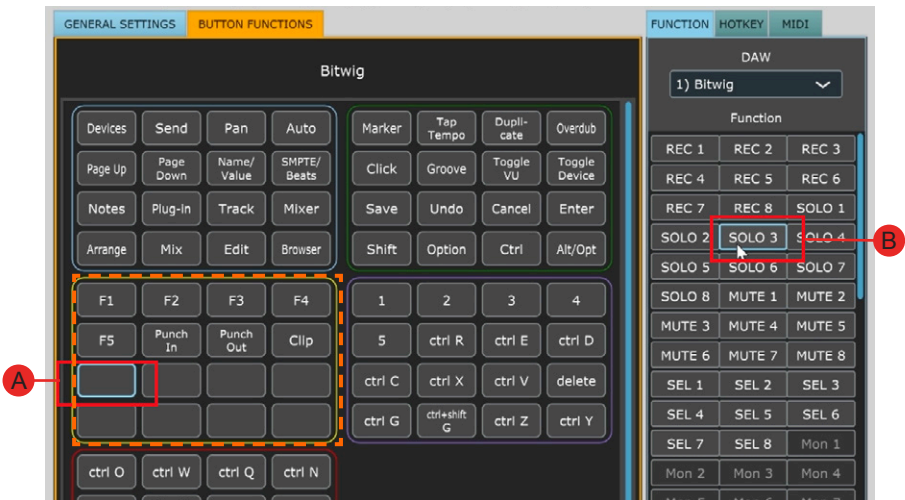 GENERAL SETTINGS BUTTON FUNCTIONS
Bitwig
Devices Send Pan Auto
Page Up Page Down Name/ Value SMPTE/ Beats
Notes Plug-in Track Mixer
Arrange Mix Edit Browser
Marker Tap Tempo Dupli- cate Overdub
Click Groove Toggle VU Toggle Device
Save Undo Cancel Enter
Shift Option Ctrl Alt/Opt
F1 F2 F3 F4
F5 Punch In Punch Out Clip
1 2 3 4
5 ctrl R ctrl E ctrl D
ctrl C ctrl X ctrl V delete
ctrl G ctrl+shift G ctrl Z ctrl Y
ctrl O ctrl W ctrl Q ctrl N
A
FUNCTION HOTKEY MIDI
DAW
1) Bitwig
Function
REC 1 REC 2 REC 3
REC 4 REC 5 REC 6
REC 7 REC 8 SOLO 1
SOLO 2 SOLO 3 SOLO 4
SOLO 5 SOLO 6 SOLO 7
SOLO 8 MUTE 1 MUTE 2
MUTE 3 MUTE 4 MUTE 5
MUTE 6 MUTE 7 MUTE 8
SEL 1 SEL 2 SEL 3
SEL 4 SEL 5 SEL 6
SEL 7 SEL 8 Mon 1
Mon 2 Mon 3 Mon 4
B